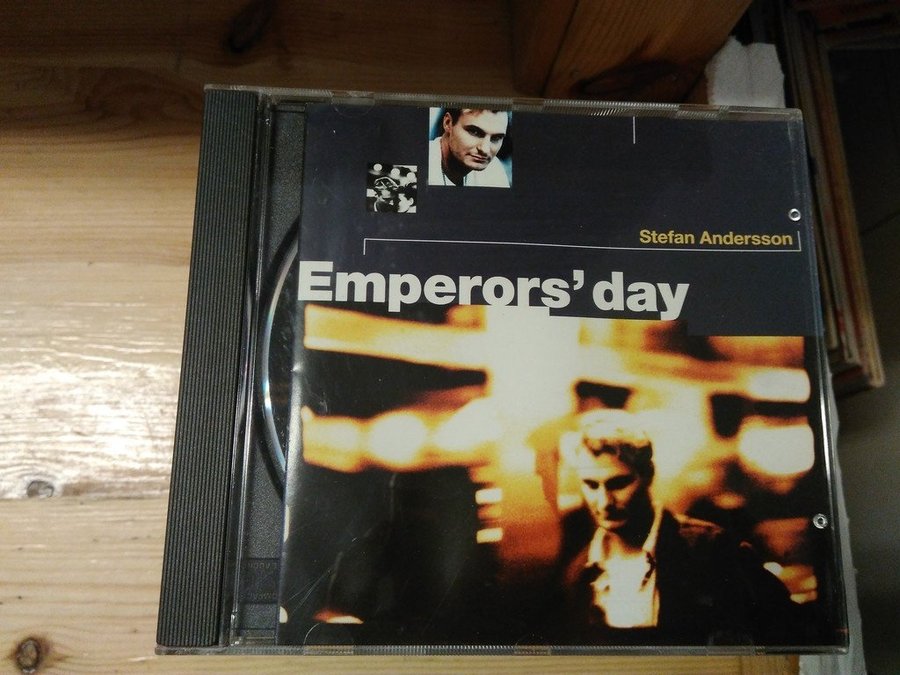 Stefan Andersson
Emperors' day